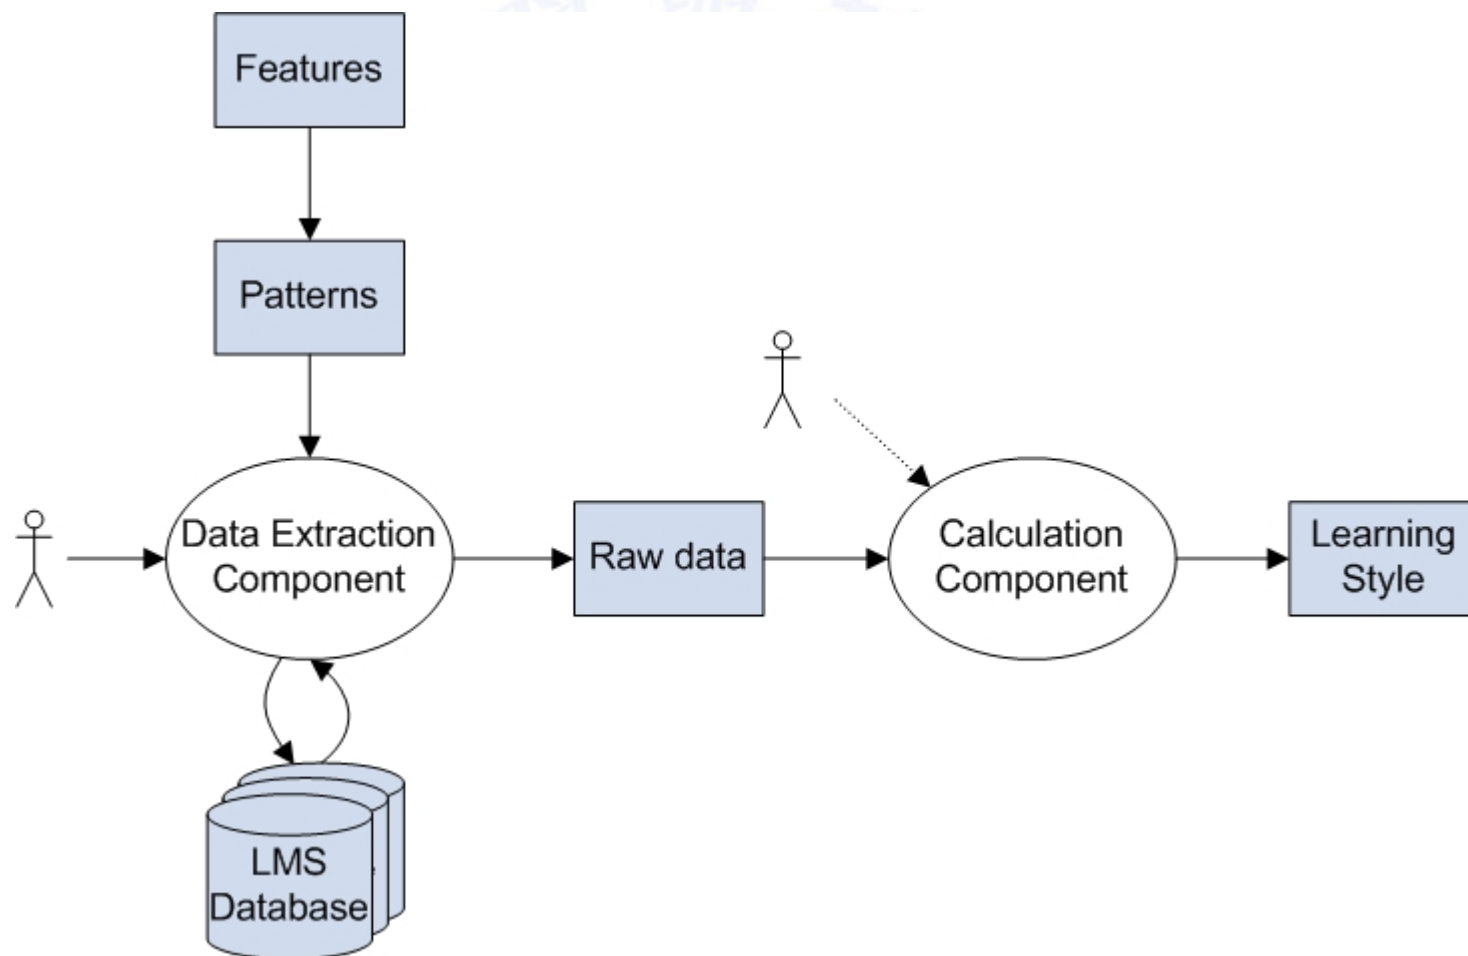 Features
Patterns
Data Extraction
Component
Raw data
Calculation
Component
Learning
Style
LMS
Database